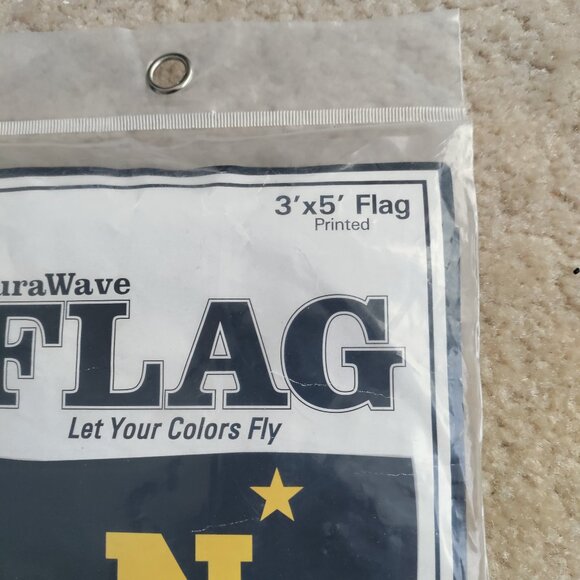 3'x5' Flag
Printed
uraWave
FLAG
Let Your Colors Fly
N